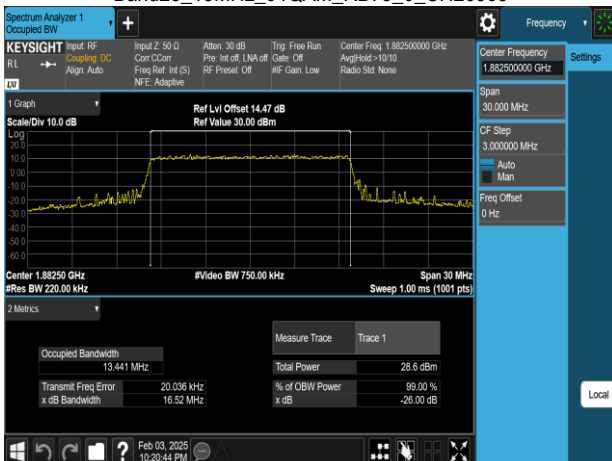 Spectrum Analyzer 1
Occupied BW
Frequency
KEYSIGHT
RL
LXI
Input: RF
Coupling: DC
Align: Auto
Input Z: 50 Ω
Corr CCorr
Freq Ref: Int (S)
NFE: Adaptive
Atten: 30 dB
Pre: Int off, LNA off
RF Presel: Off
Trig: Free Run
Gate: Off
#IF Gain: Low
Center Freq: 1.882500000 GHz
Avg|Hold:>10/10
Radio Std: None
Center Frequency
1.882500000 GHz
Settings
Span
30.000 MHz
CF Step
3.000000 MHz
Auto
Man
Freq Offset
0 Hz
1 Graph
Scale/Div 10.0 dB
Ref Lvl Offset 14.47 dB
Ref Value 30.00 dBm
Log
20.0
10.0
0.00
-10.0
-20.0
-30.0
-40.0
-50.0
-60.0
Center 1.88250 GHz
#Video BW 750.00 kHz
Span 30 MHz
#Res BW 220.00 kHz
Sweep 1.00 ms (1001 pts)
2 Metrics
Measure Trace
Trace 1
Occupied Bandwidth
13.441 MHz
Total Power
28.6 dBm
Transmit Freq Error
20.036 kHz
% of OBW Power
99.00 %
x dB Bandwidth
16.52 MHz
x dB
-26.00 dB
Local
?
Feb 03, 2025
10:20:44 PM